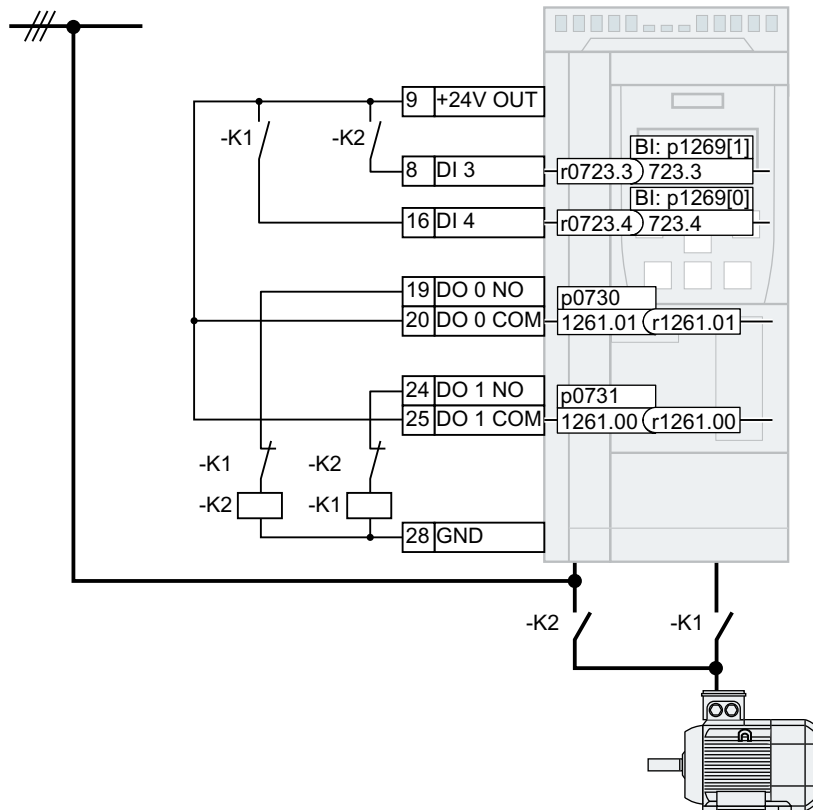 9 +24V OUT
-K1 -K2
BI: p1269[1]
8 DI 3 r0723.3 723.3
BI: p1269[0]
16 DI 4 r0723.4 723.4
19 DO 0 NO
p0730
20 DO 0 COM 1261.01 r1261.01
24 DO 1 NO
p0731
25 DO 1 COM 1261.00 r1261.00
-K1 -K2
-K2 -K1
28 GND
-K2 -K1